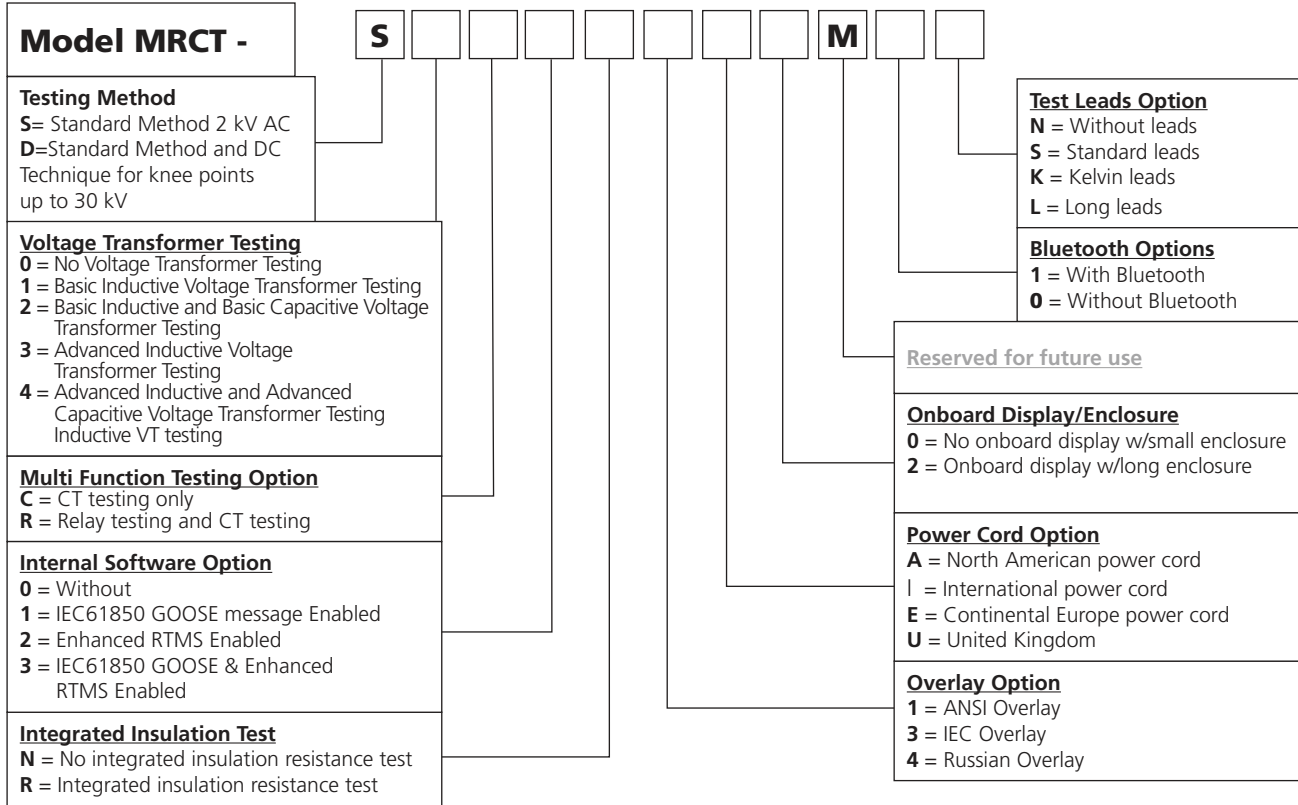 Model MRCT -
S
M
Testing Method
S= Standard Method 2 kV AC
D=Standard Method and DC
Technique for knee points
up to 30 kV
Voltage Transformer Testing
0 = No Voltage Transformer Testing
1 = Basic Inductive Voltage Transformer Testing
2 = Basic Inductive and Basic Capacitive Voltage
Transformer Testing
3 = Advanced Inductive Voltage
Transformer Testing
4 = Advanced Inductive and Advanced
Capacitive Voltage Transformer Testing
Inductive VT testing
Multi Function Testing Option
C = CT testing only
R = Relay testing and CT testing
Internal Software Option
0 = Without
1 = IEC61850 GOOSE message Enabled
2 = Enhanced RTMS Enabled
3 = IEC61850 GOOSE & Enhanced
RTMS Enabled
Integrated Insulation Test
N = No integrated insulation resistance test
R = Integrated insulation resistance test
Test Leads Option
N = Without leads
S = Standard leads
K = Kelvin leads
L = Long leads
Bluetooth Options
1 = With Bluetooth
0 = Without Bluetooth
Reserved for future use
Onboard Display/Enclosure
0 = No onboard display w/small enclosure
2 = Onboard display w/long enclosure
Power Cord Option
A = North American power cord
I = International power cord
E = Continental Europe power cord
U = United Kingdom
Overlay Option
1 = ANSI Overlay
3 = IEC Overlay
4 = Russian Overlay